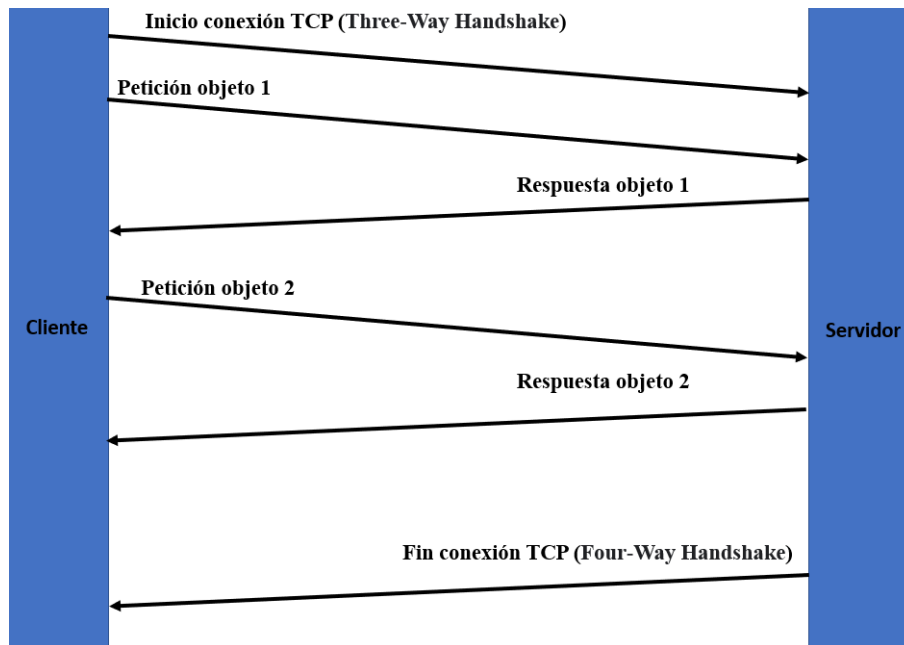 Inicio conexión TCP (Three-Way Handshake)
Petición objeto 1
Respuesta objeto 1
Petición objeto 2
Cliente
Servidor
Respuesta objeto 2
Fin conexión TCP (Four-Way Handshake)